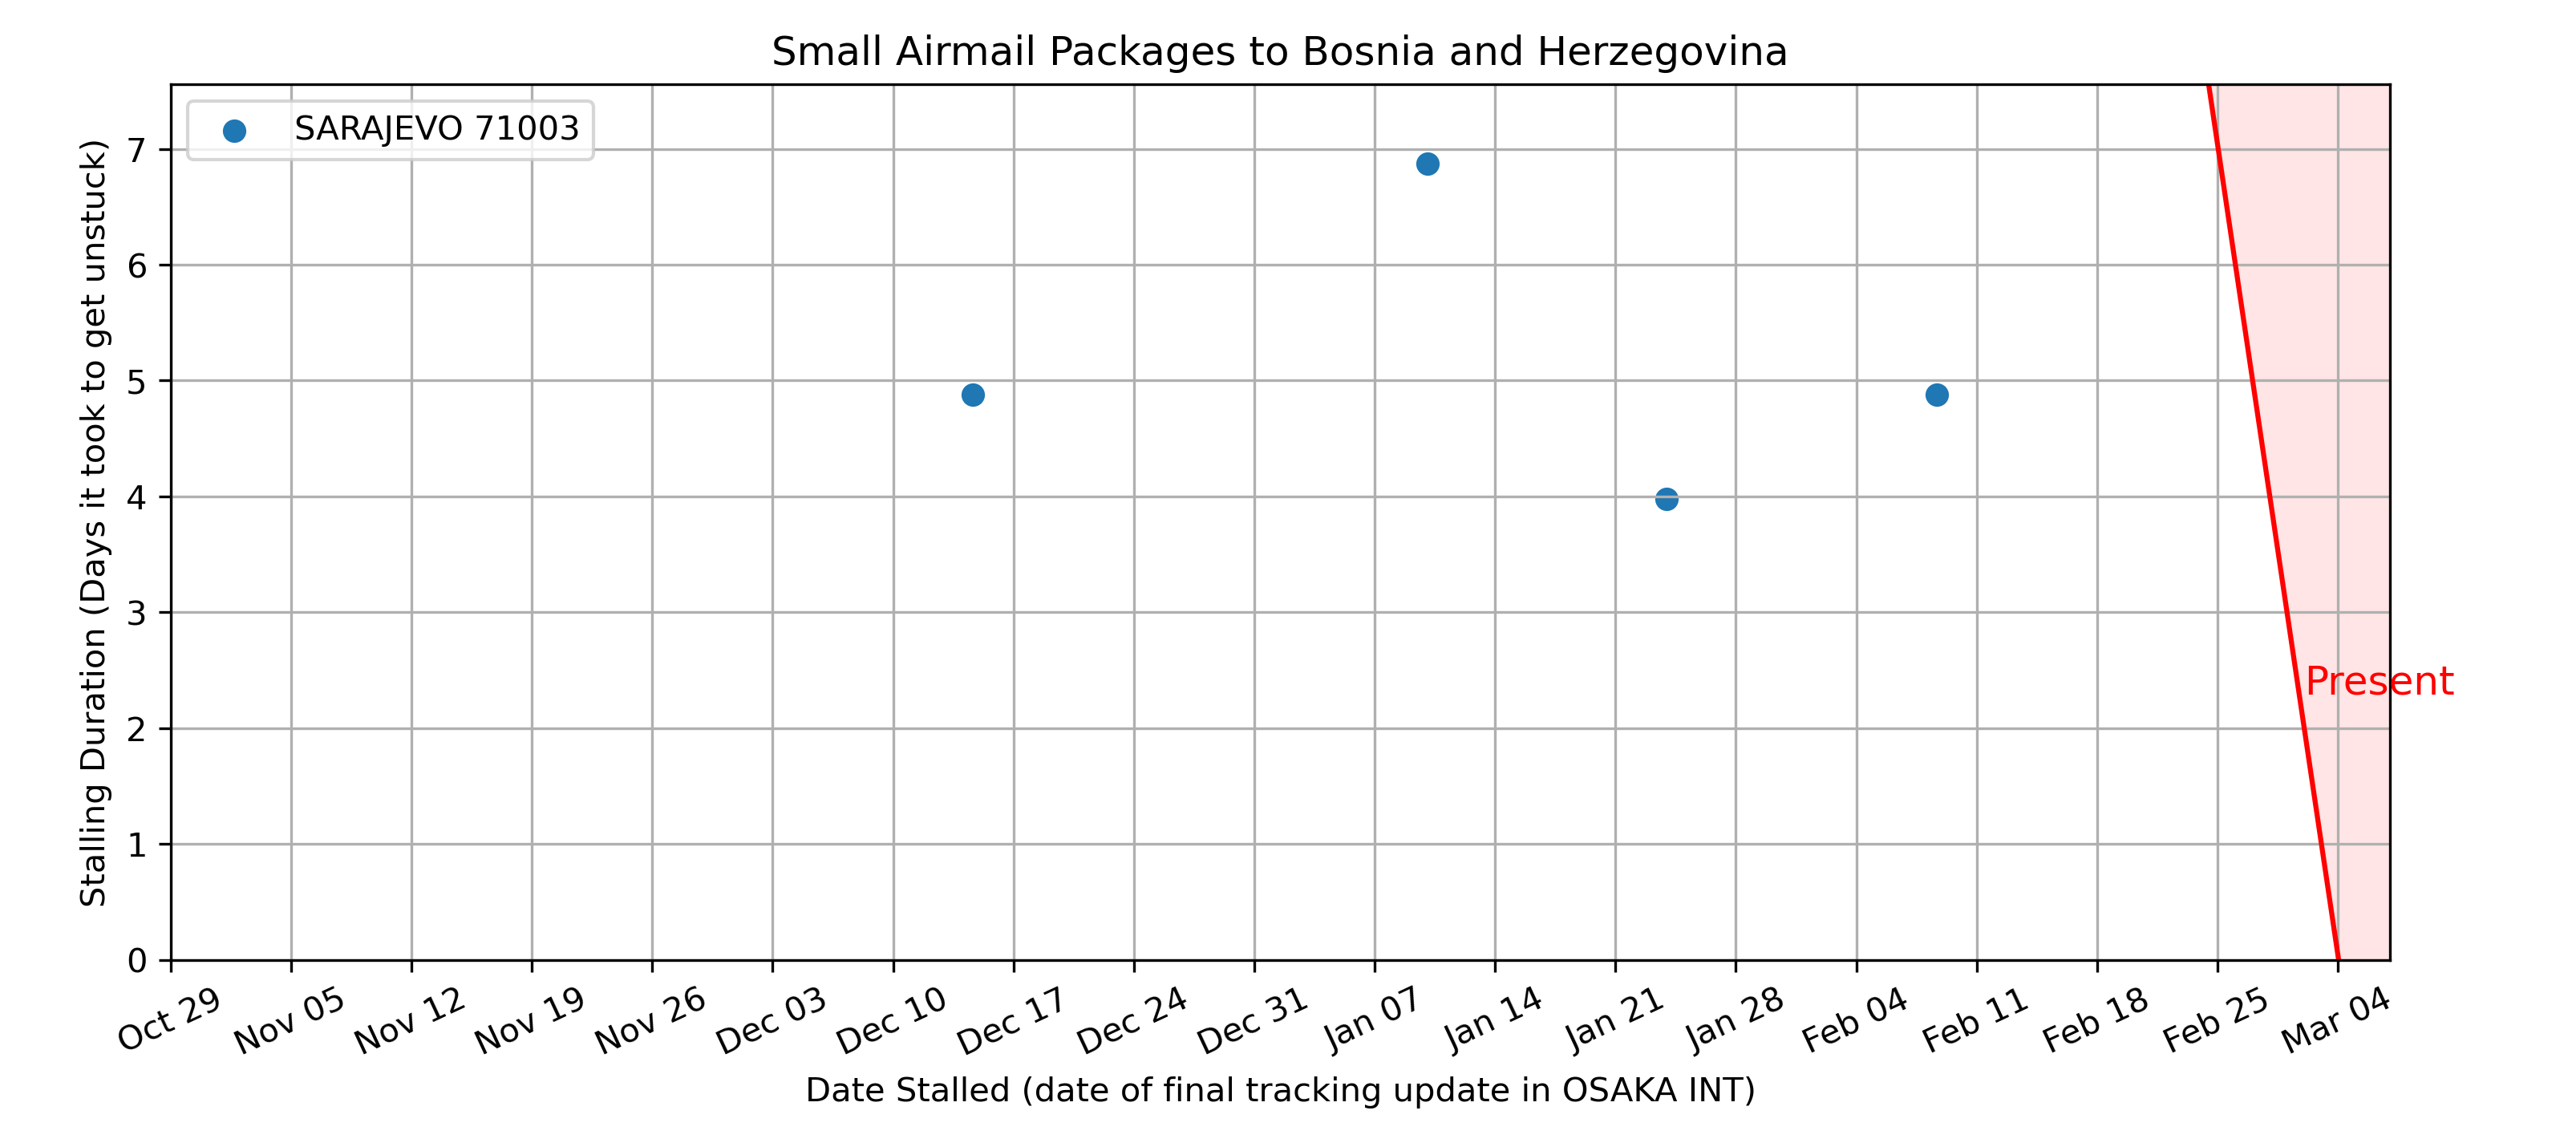 Small Airmail Packages to Bosnia and Herzegovina
SARAJEVO 71003
Stalling Duration (Days it took to get unstuck)
7
6
5
4
3
2
1
0
Present
Oct 29
Nov 05
Nov 12
Nov 19
Nov 26
Dec 03
Dec 10
Dec 17
Dec 24
Dec 31
Jan 07
Jan 14
Jan 21
Jan 28
Feb 04
Feb 11
Feb 18
Feb 25
Mar 04
Date Stalled (date of final tracking update in OSAKA INT)